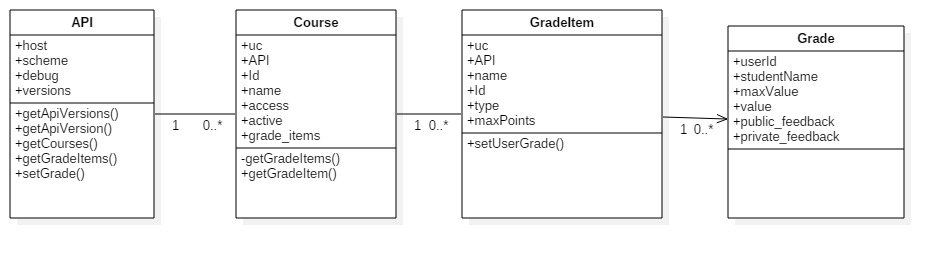 API
+host
+scheme
+debug
+versions
+getApiVersions()
+getApiVersion()
+getCourses()
+getGradeItems()
+setGrade()
1 0..*
Course
+uc
+API
+Id
+name
+access
+active
+grade_items
-getGradeItems()
+getGradeItem()
1 0..*
GradeItem
+uc
+API
+name
+Id
+type
+maxPoints
+setUserGrade()
1 0..*
Grade
+userId
+studentName
+maxValue
+value
+public_feedback
+private_feedback